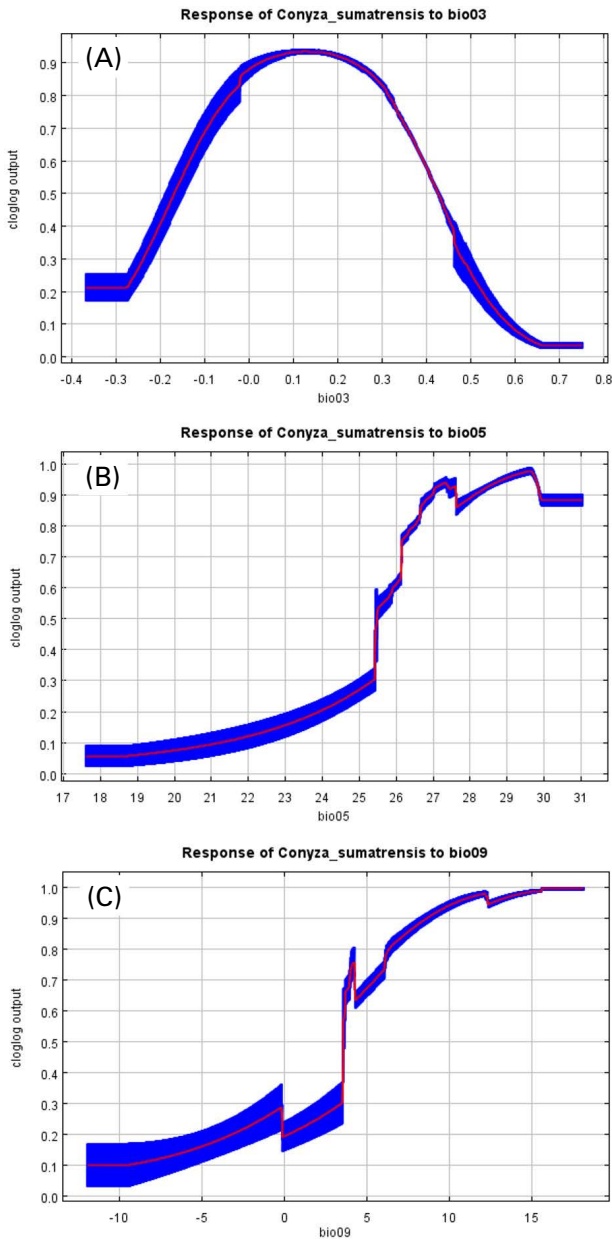 Response of Conyza_sumatrensis to bio03
(A)
cloglog output
0.9
0.8
0.7
0.6
0.5
0.4
0.3
0.2
0.1
0.0
-0.4 -0.3 -0.2 -0.1 -0.0 0.1 0.2 0.3 0.4 0.5 0.6 0.7 0.8
bio03
Response of Conyza_sumatrensis to bio05
(B)
cloglog output
1.0
0.9
0.8
0.7
0.6
0.5
0.4
0.3
0.2
0.1
0.0
17 18 19 20 21 22 23 24 25 26 27 28 29 30 31
bio05
Response of Conyza_sumatrensis to bio09
(C)
cloglog output
1.0
0.9
0.8
0.7
0.6
0.5
0.4
0.3
0.2
0.1
0.0
-10 -5 0 5 10 15
bio09